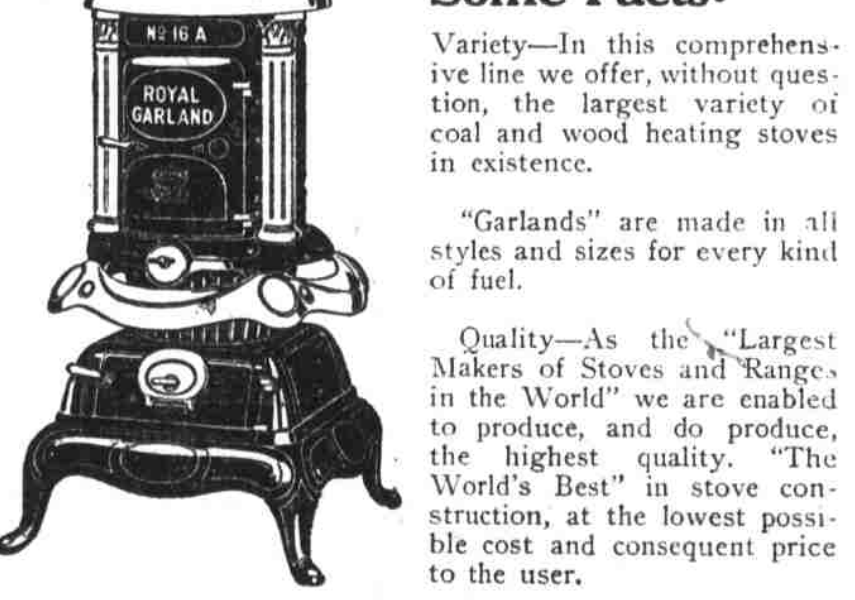 Some Facts.
Nº 16 A
ROYAL
GARLAND
Variety—In this comprehens-
ive line we offer, without ques-
tion, the largest variety of
coal and wood heating stoves
in existence.
"Garlands" are made in all
styles and sizes for every kind
of fuel.
Quality—As the "Largest
Makers of Stoves and Ranges
in the World" we are enabled
to produce, and do produce,
the highest quality. "The
World's Best" in stove con-
struction, at the lowest possi-
ble cost and consequent price
to the user.